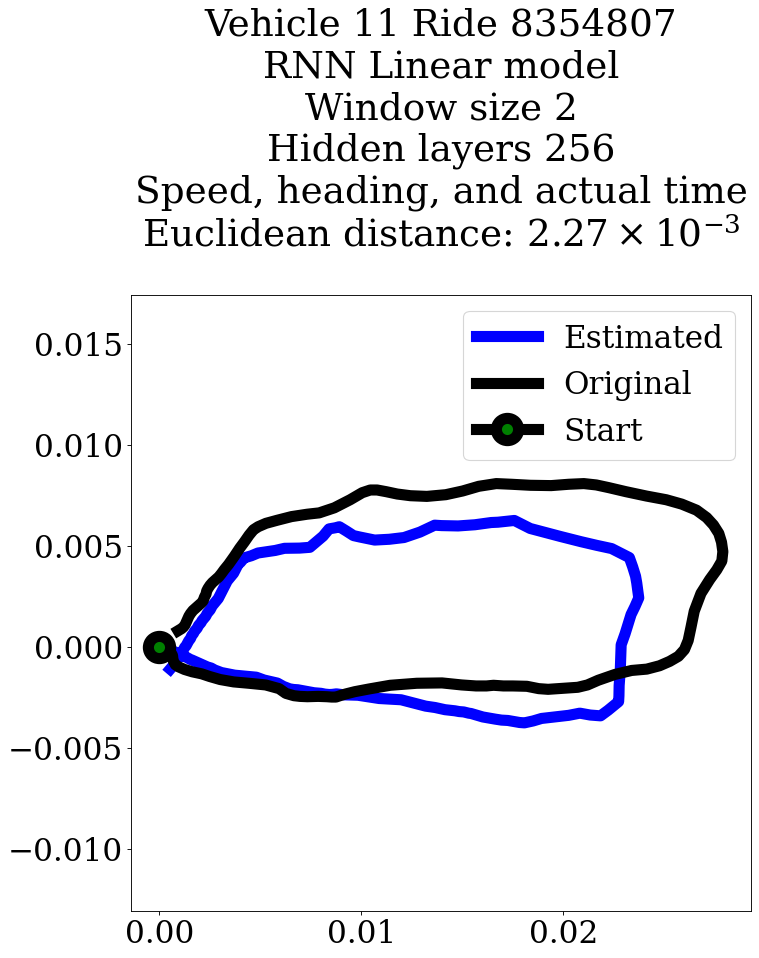 Vehicle 11 Ride 8354807
RNN Linear model
Window size 2
Hidden layers 256
Speed, heading, and actual time
Euclidean distance: 2.27 × 10⁻³
Estimated
Original
Start
0.015
0.010
0.005
0.000
−0.005
−0.010
0.00 0.01 0.02